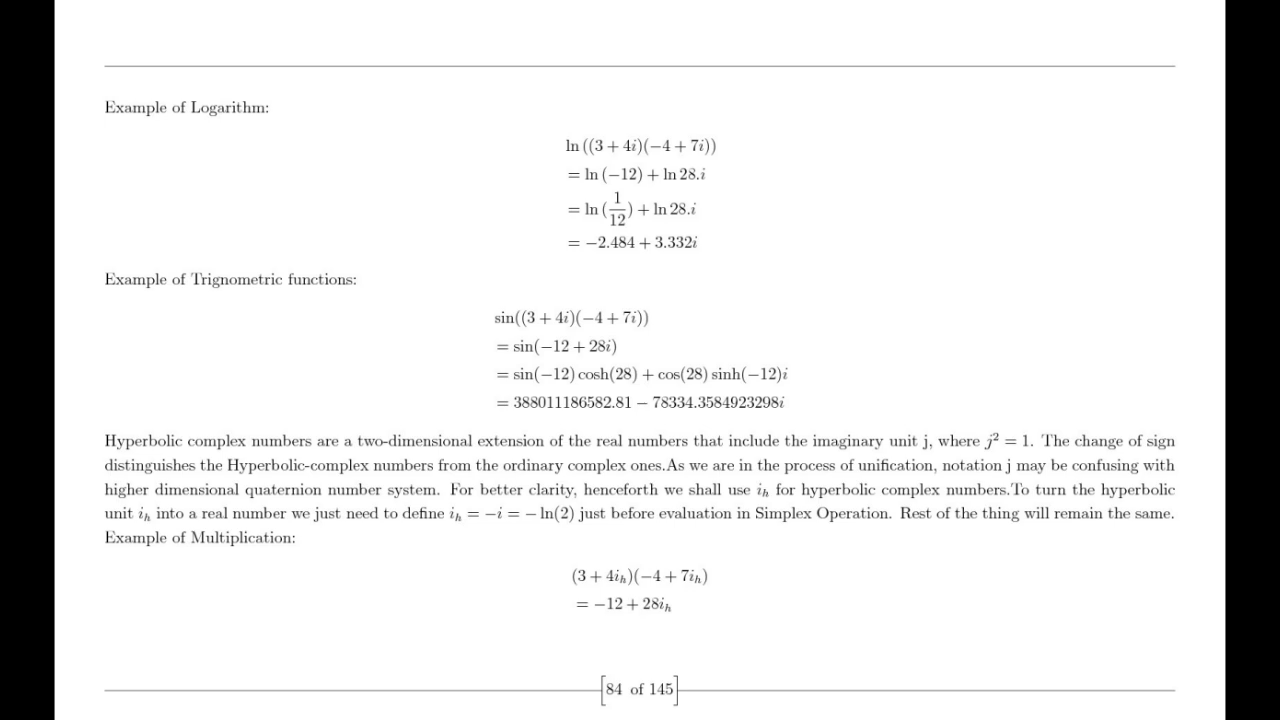 Example of Logarithm:
ln ((3 + 4i)(−4 + 7i))
= ln (−12) + ln 28.i
= ln (1/12) + ln 28.i
= −2.484 + 3.332i
Example of Trignometric functions:
sin((3 + 4i)(−4 + 7i))
= sin(−12 + 28i)
= sin(−12) cosh(28) + cos(28) sinh(−12)i
= 388011186582.81 − 78334.3584923298i
Hyperbolic complex numbers are a two-dimensional extension of the real numbers that include the imaginary unit j, where j² = 1. The change of sign
distinguishes the Hyperbolic-complex numbers from the ordinary complex ones.As we are in the process of unification, notation j may be confusing with
higher dimensional quaternion number system. For better clarity, henceforth we shall use iₕ for hyperbolic complex numbers.To turn the hyperbolic
unit iₕ into a real number we just need to define iₕ = −i = − ln(2) just before evaluation in Simplex Operation. Rest of the thing will remain the same.
Example of Multiplication:
(3 + 4iₕ)(−4 + 7iₕ)
= −12 + 28iₕ
[84 of 145]